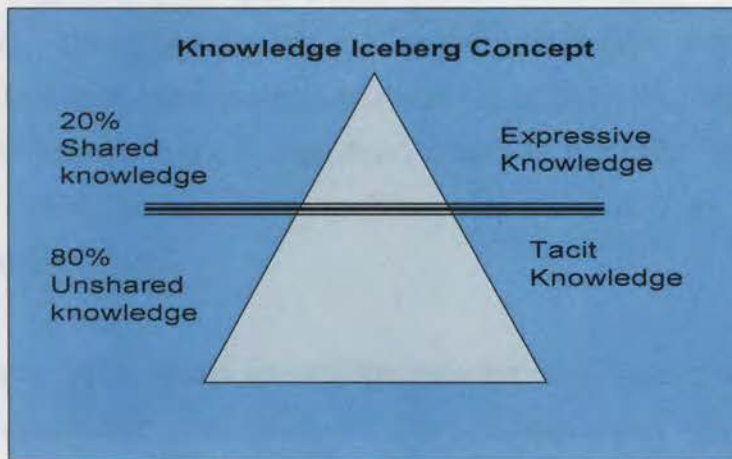 Knowledge Iceberg Concept
20%
Shared
knowledge
Expressive
Knowledge
80%
Unshared
knowledge
Tacit
Knowledge